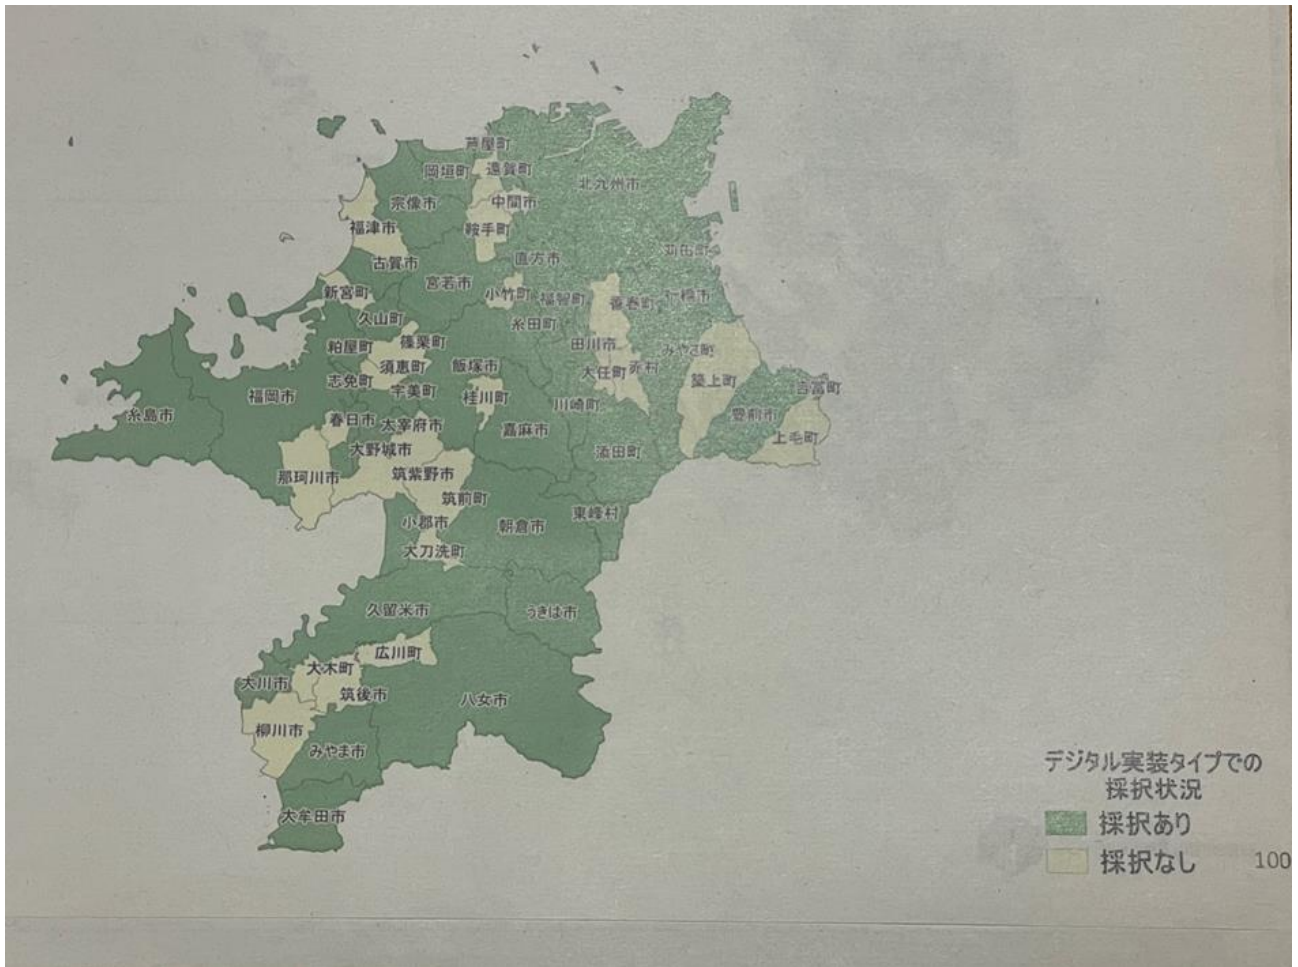 芦屋町
岡垣町
遠賀町
北九州市
宗像市
中間市
福津市
鞍手町
苅田町
古賀市
直方市
宮若市
新宮町
小竹町
福智町
香春町
行橋市
久山町
糸田町
粕屋町
篠栗町
田川市
みやこ町
須恵町
飯塚市
大任町
赤村
志免町
宇美町
桂川町
築上町
吉富町
福岡市
川崎町
糸島市
春日市
太宰府市
嘉麻市
豊前市
上毛町
大野城市
添田町
那珂川市
筑紫野市
筑前町
東峰村
小郡市
朝倉市
大刀洗町
久留米市
うきは市
広川町
大木町
大川市
筑後市
八女市
柳川市
みやま市
大牟田市
デジタル実装タイプでの
採択状況
採択あり
採択なし
100